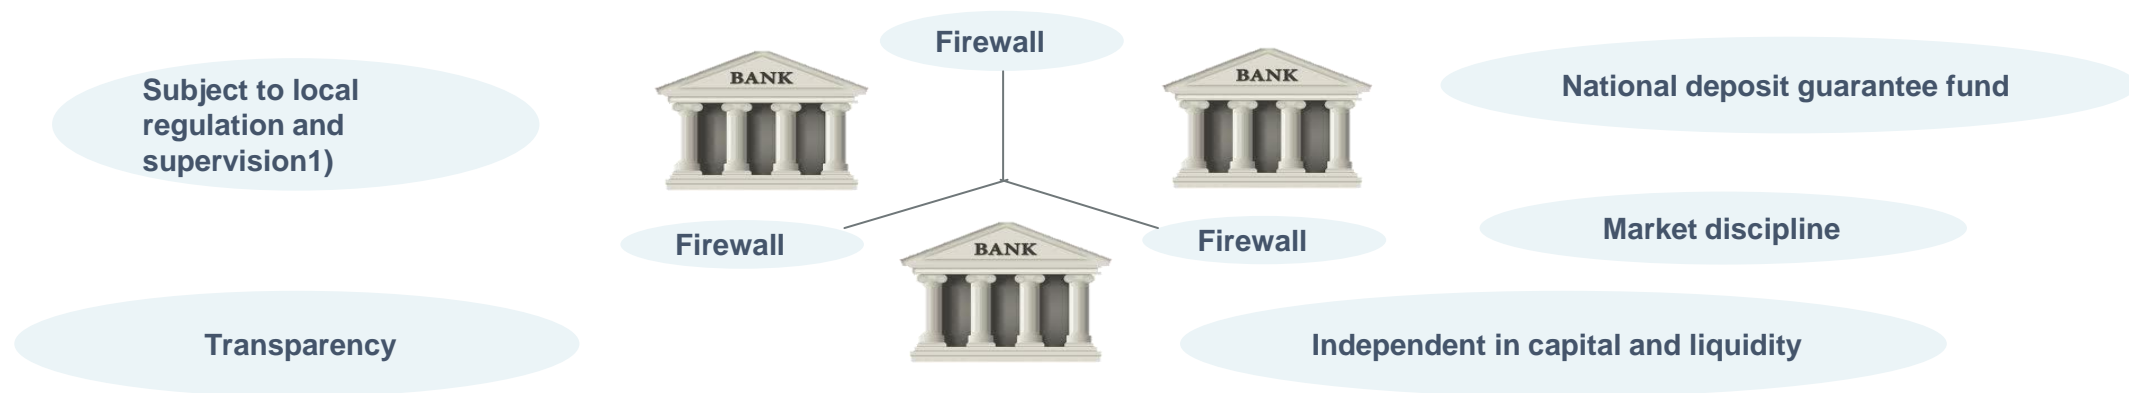 Firewall
BANK
BANK
Subject to local
regulation and
supervision1)
National deposit guarantee fund
Firewall
Firewall
Market discipline
BANK
Transparency
Independent in capital and liquidity